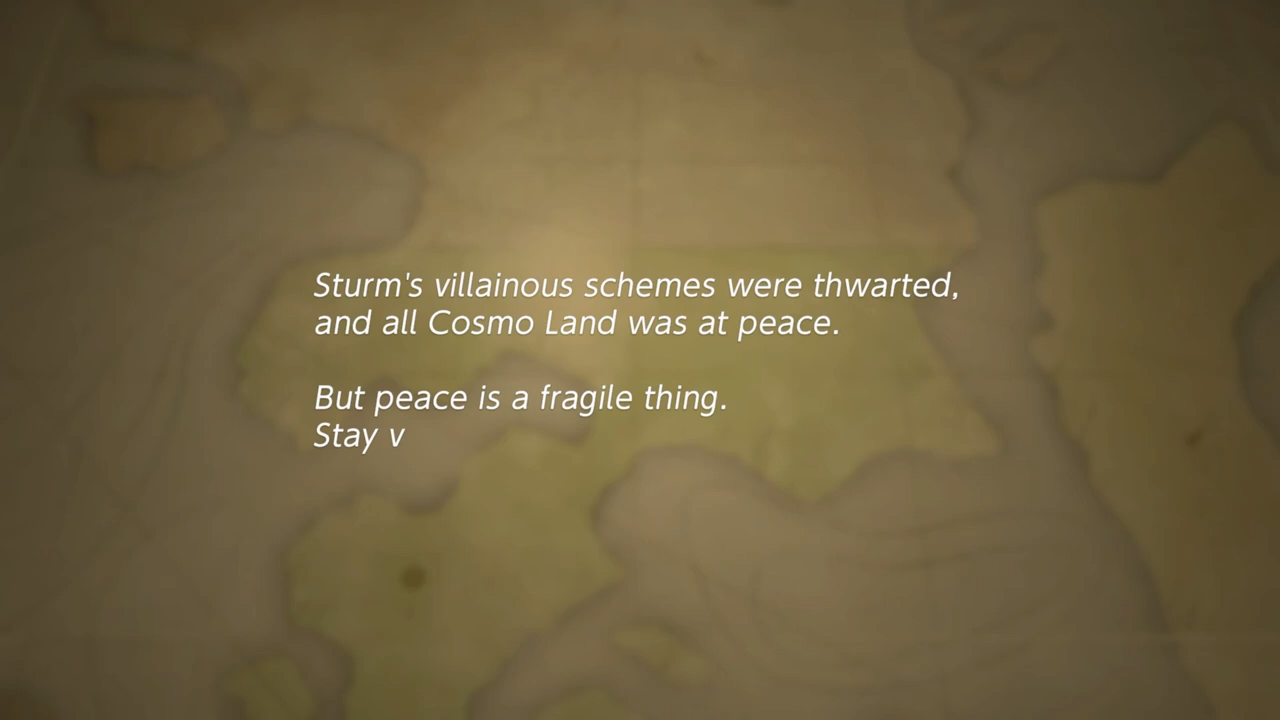 Sturm's villainous schemes were thwarted,
and all Cosmo Land was at peace.
But peace is a fragile thing.
Stay v